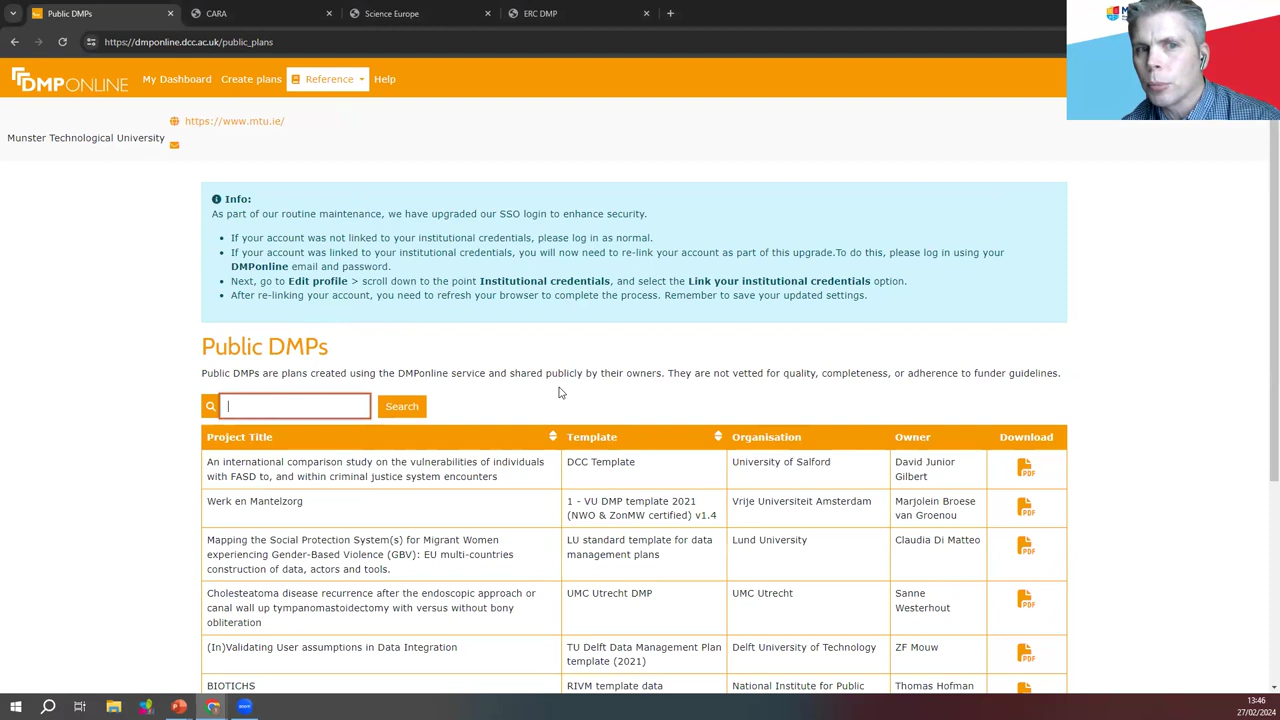 Public DMPs
CARA
Science Europe
ERC DMP
https://dmponline.dcc.ac.uk/public_plans
DMPONLINE
My Dashboard
Create plans
Reference
Help
https://www.mtu.ie/
Munster Technological University
Info:
As part of our routine maintenance, we have upgraded our SSO login to enhance security.
If your account was not linked to your institutional credentials, please log in as normal.
If your account was linked to your institutional credentials, you will now need to re-link your account as part of this upgrade.To do this, please log in using your
DMPonline email and password.
Next, go to Edit profile > scroll down to the point Institutional credentials, and select the Link your institutional credentials option.
After re-linking your account, you need to refresh your browser to complete the process. Remember to save your updated settings.
Public DMPs
Public DMPs are plans created using the DMPonline service and shared publicly by their owners. They are not vetted for quality, completeness, or adherence to funder guidelines.
Search
Project Title Template Organisation Owner Download
An international comparison study on the vulnerabilities of individuals
with FASD to, and within criminal justice system encounters
DCC Template
University of Salford
David Junior
Gilbert
PDF
Werk en Mantelzorg
1 - VU DMP template 2021
(NWO & ZonMW certified) v1.4
Vrije Universiteit Amsterdam
Marjolein Broese
van Groenou
PDF
Mapping the Social Protection System(s) for Migrant Women
experiencing Gender-Based Violence (GBV): EU multi-countries
construction of data, actors and tools.
LU standard template for data
management plans
Lund University
Claudia Di Matteo
PDF
Cholesteatoma disease recurrence after the endoscopic approach or
canal wall up tympanomastoidectomy with versus without bony
obliteration
UMC Utrecht DMP
UMC Utrecht
Sanne
Westerhout
PDF
(In)Validating User assumptions in Data Integration
TU Delft Data Management Plan
template (2021)
Delft University of Technology
ZF Mouw
PDF
BIOTICHS
RIVM template data
National Institute for Public
Thomas Hofman
13:46
27/02/2024